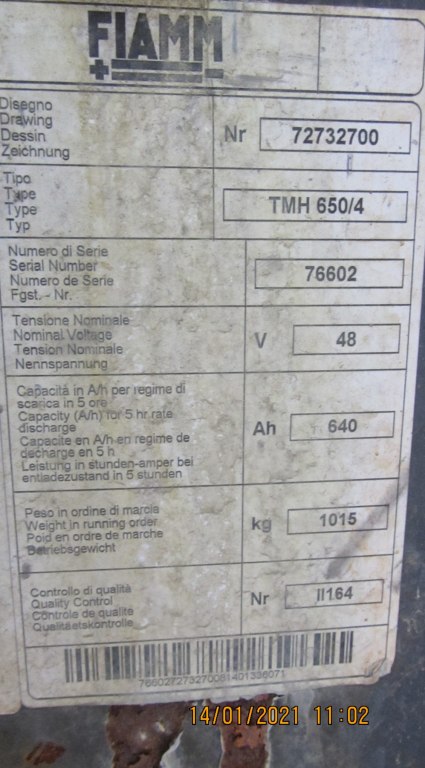 FIAMM
Disegno
Drawing
Dessin
Zeichnung
Nr 72732700
Tipo
Type
Type
Typ
TMH 650/4
Numero di Serie
Serial Number
Numero de Serie
Fgst. - Nr.
76602
Tensione Nominale
Nominal Voltage
Tension Nominale
Nennspannung
V 48
Capacità in A/h per regime di
scarica in 5 ore
Capacity (A/h) for 5 hr rate
discharge
Capacite en A/h en regime de
decharge en 5 h
Leistung in stunden-amper bei
entladezustand in 5 stunden
Ah 640
Peso in ordine di marcia
Weight in running order
Poid en ordre de marche
Betriebsgewicht
kg 1015
Controllo di qualità
Quality Control
Controle de qualite
Qualitaetskontrolle
Nr II164
14/01/2021 11:02